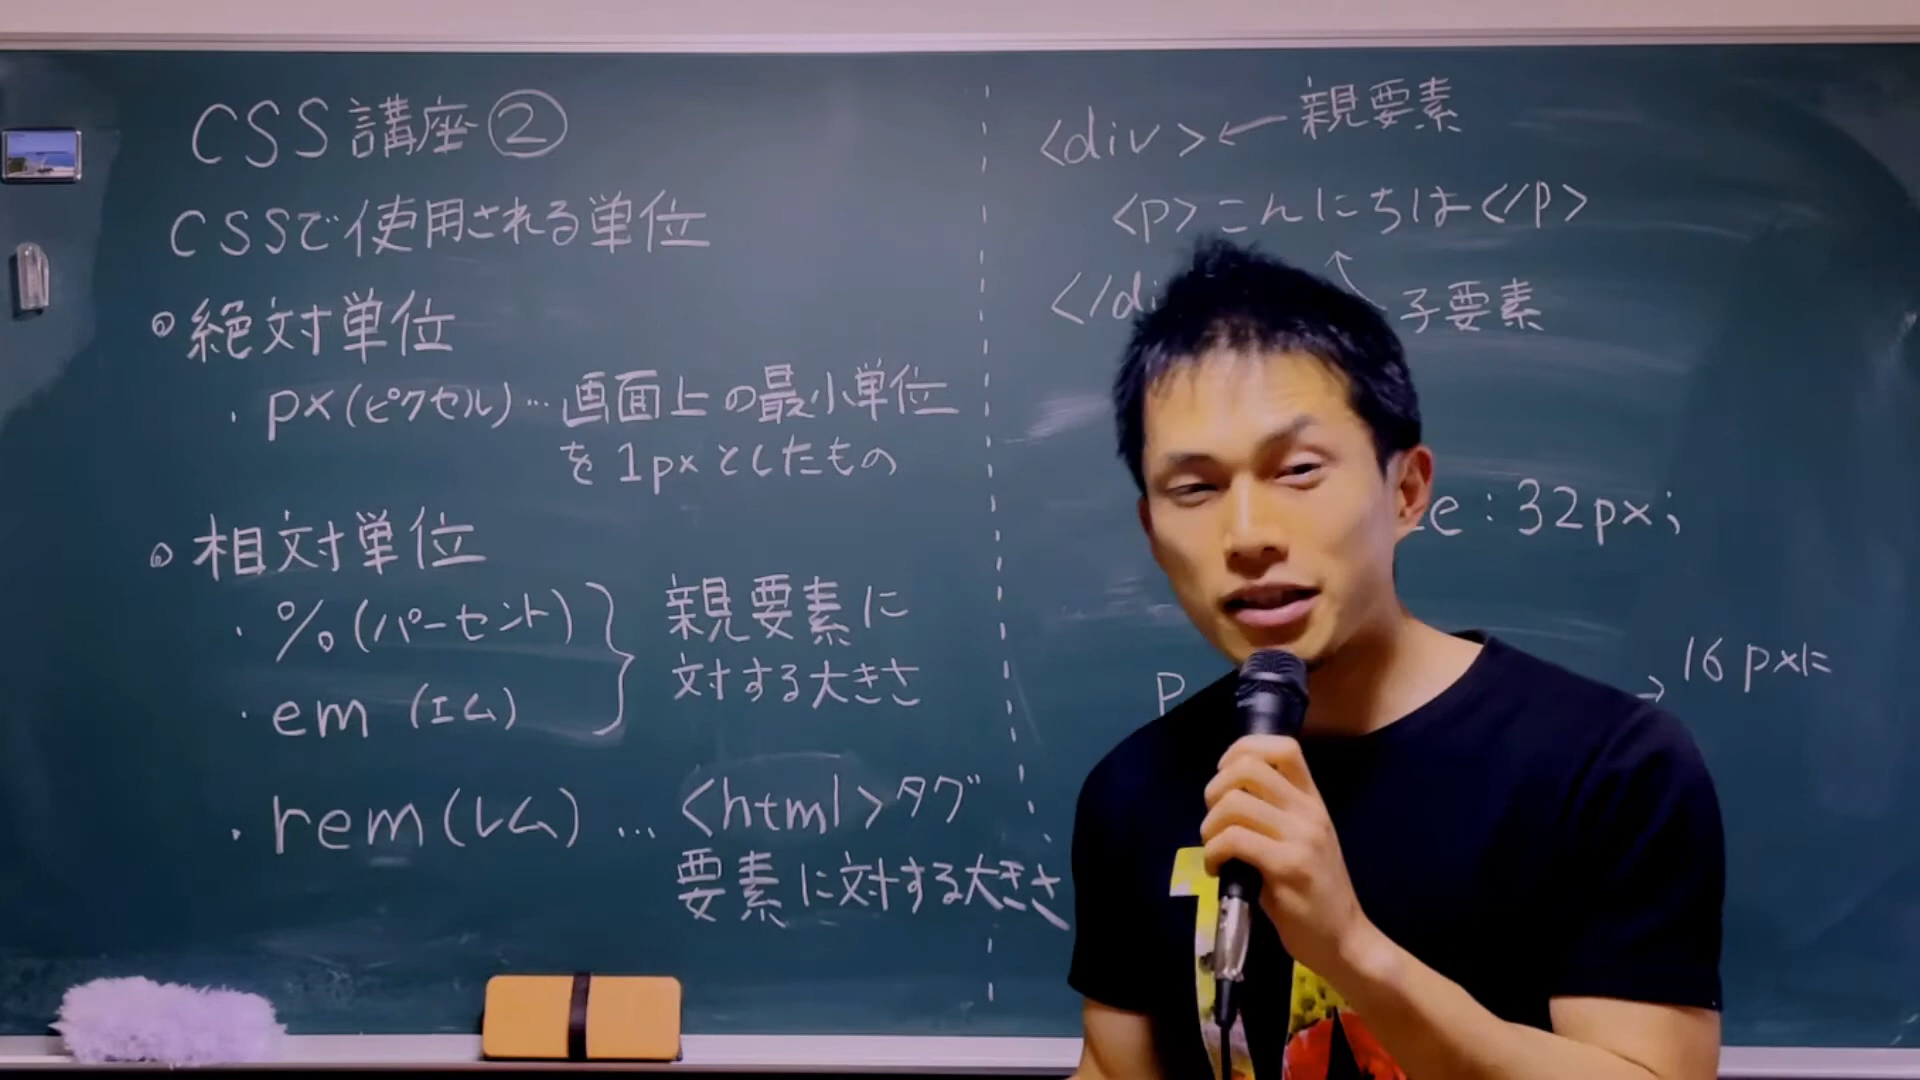 CSS講座②
CSSで使用される単位
◎絶対単位
・px(ピクセル)…画面上の最小単位
を1pxとしたもの
◎相対単位
・%(パーセント)
・em (エム)
親要素に
対する大きさ
・rem(レム) … <html>タグ
要素に対する大きさ
<div>←親要素
<p>こんにちは</p>
</di
子要素
e:32px;
P
→16pxに